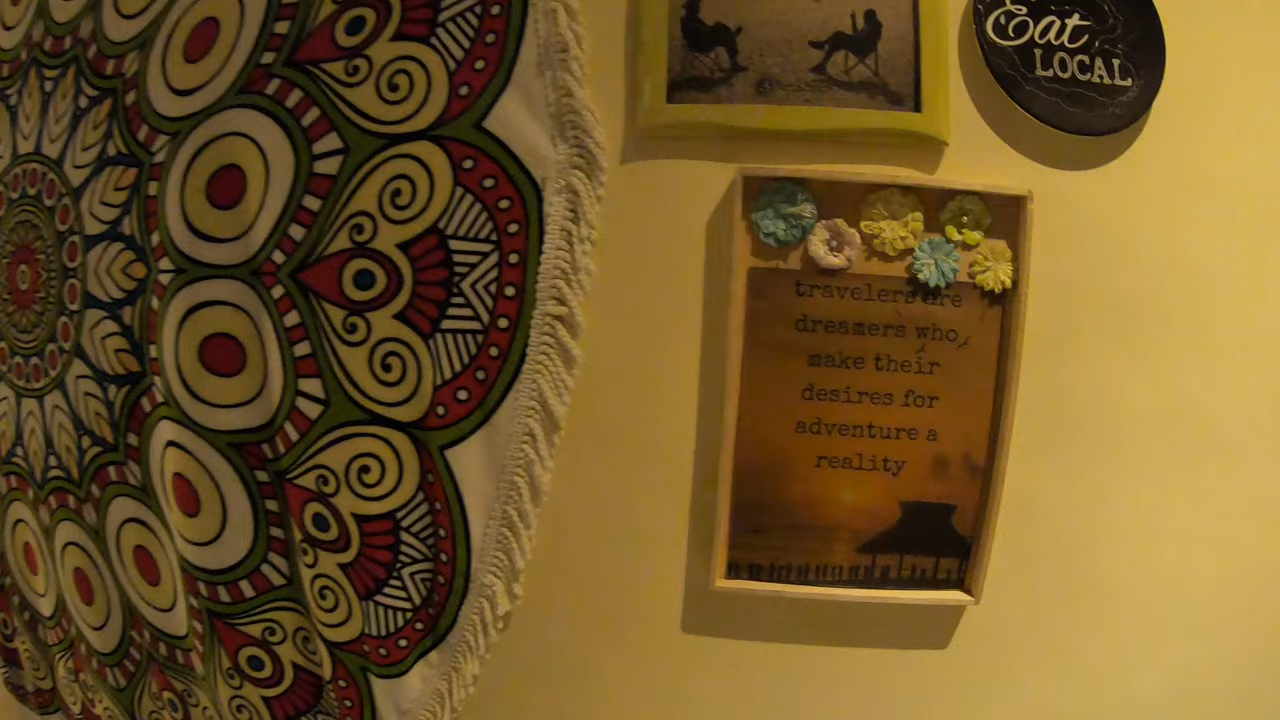 Eat
LOCAL
travelers are
dreamers who
make their
desires for
adventure a
reality